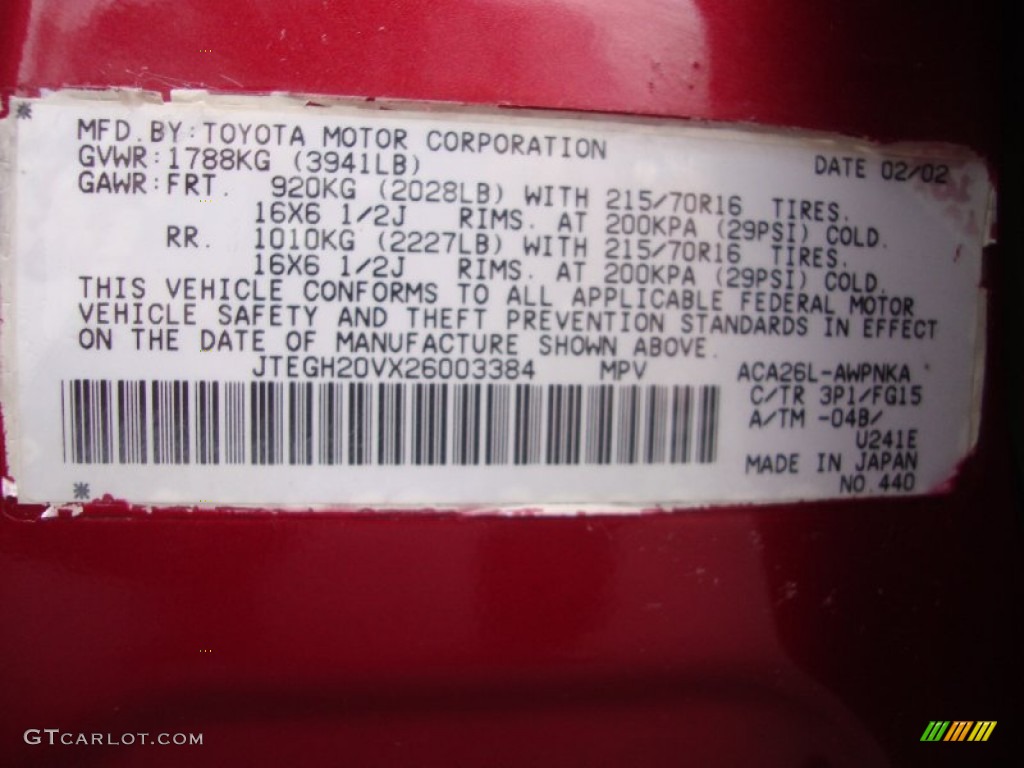 MFD. BY: TOYOTA MOTOR CORPORATION DATE 02/02
GVWR: 1788KG (3941LB)
GAWR: FRT. 920KG (2028LB) WITH 215/70R16 TIRES.
16X6 1/2J RIMS. AT 200KPA (29PSI) COLD.
RR. 1010KG (2227LB) WITH 215/70R16 TIRES.
16X6 1/2J RIMS. AT 200KPA (29PSI) COLD.
THIS VEHICLE CONFORMS TO ALL APPLICABLE FEDERAL MOTOR
VEHICLE SAFETY AND THEFT PREVENTION STANDARDS IN EFFECT
ON THE DATE OF MANUFACTURE SHOWN ABOVE.
JTEGH20VX26003384 MPV ACA26L-AWPNKA
C/TR 3P1/FG15
A/TM -04B/
U241E
MADE IN JAPAN
NO.440
GTCARLOT.COM